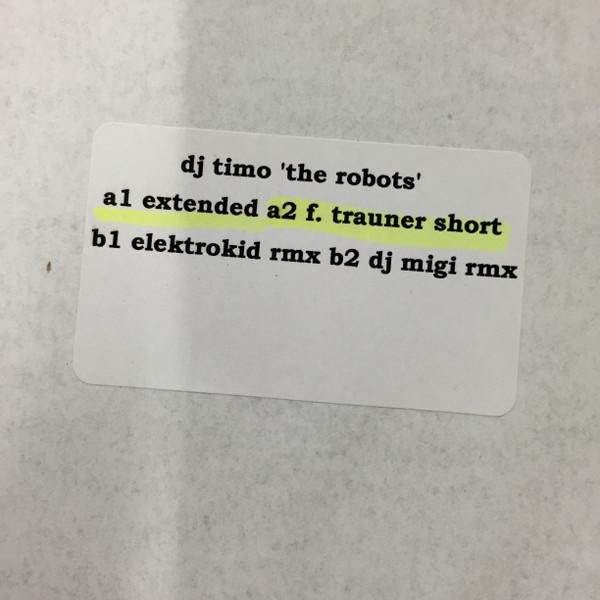 dj timo 'the robots'
a1 extended a2 f. trauner short
b1 elektrokid rmx b2 dj migi rmx